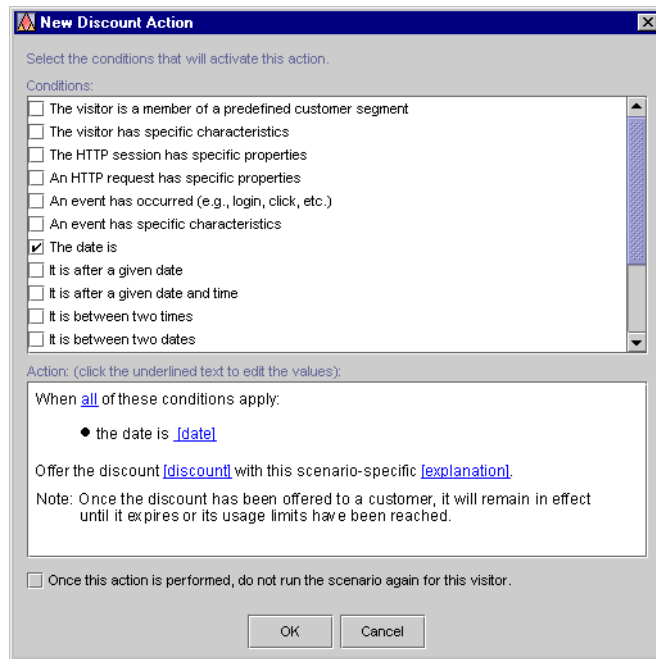 New Discount Action
Select the conditions that will activate this action.
Conditions:
The visitor is a member of a predefined customer segment
The visitor has specific characteristics
The HTTP session has specific properties
An HTTP request has specific properties
An event has occurred (e.g., login, click, etc.)
An event has specific characteristics
The date is
It is after a given date
It is after a given date and time
It is between two times
It is between two dates
Action: (click the underlined text to edit the values):
When all of these conditions apply:
● the date is [date]
Offer the discount [discount] with this scenario-specific [explanation].
Note: Once the discount has been offered to a customer, it will remain in effect
until it expires or its usage limits have been reached.
Once this action is performed, do not run the scenario again for this visitor.
OK Cancel